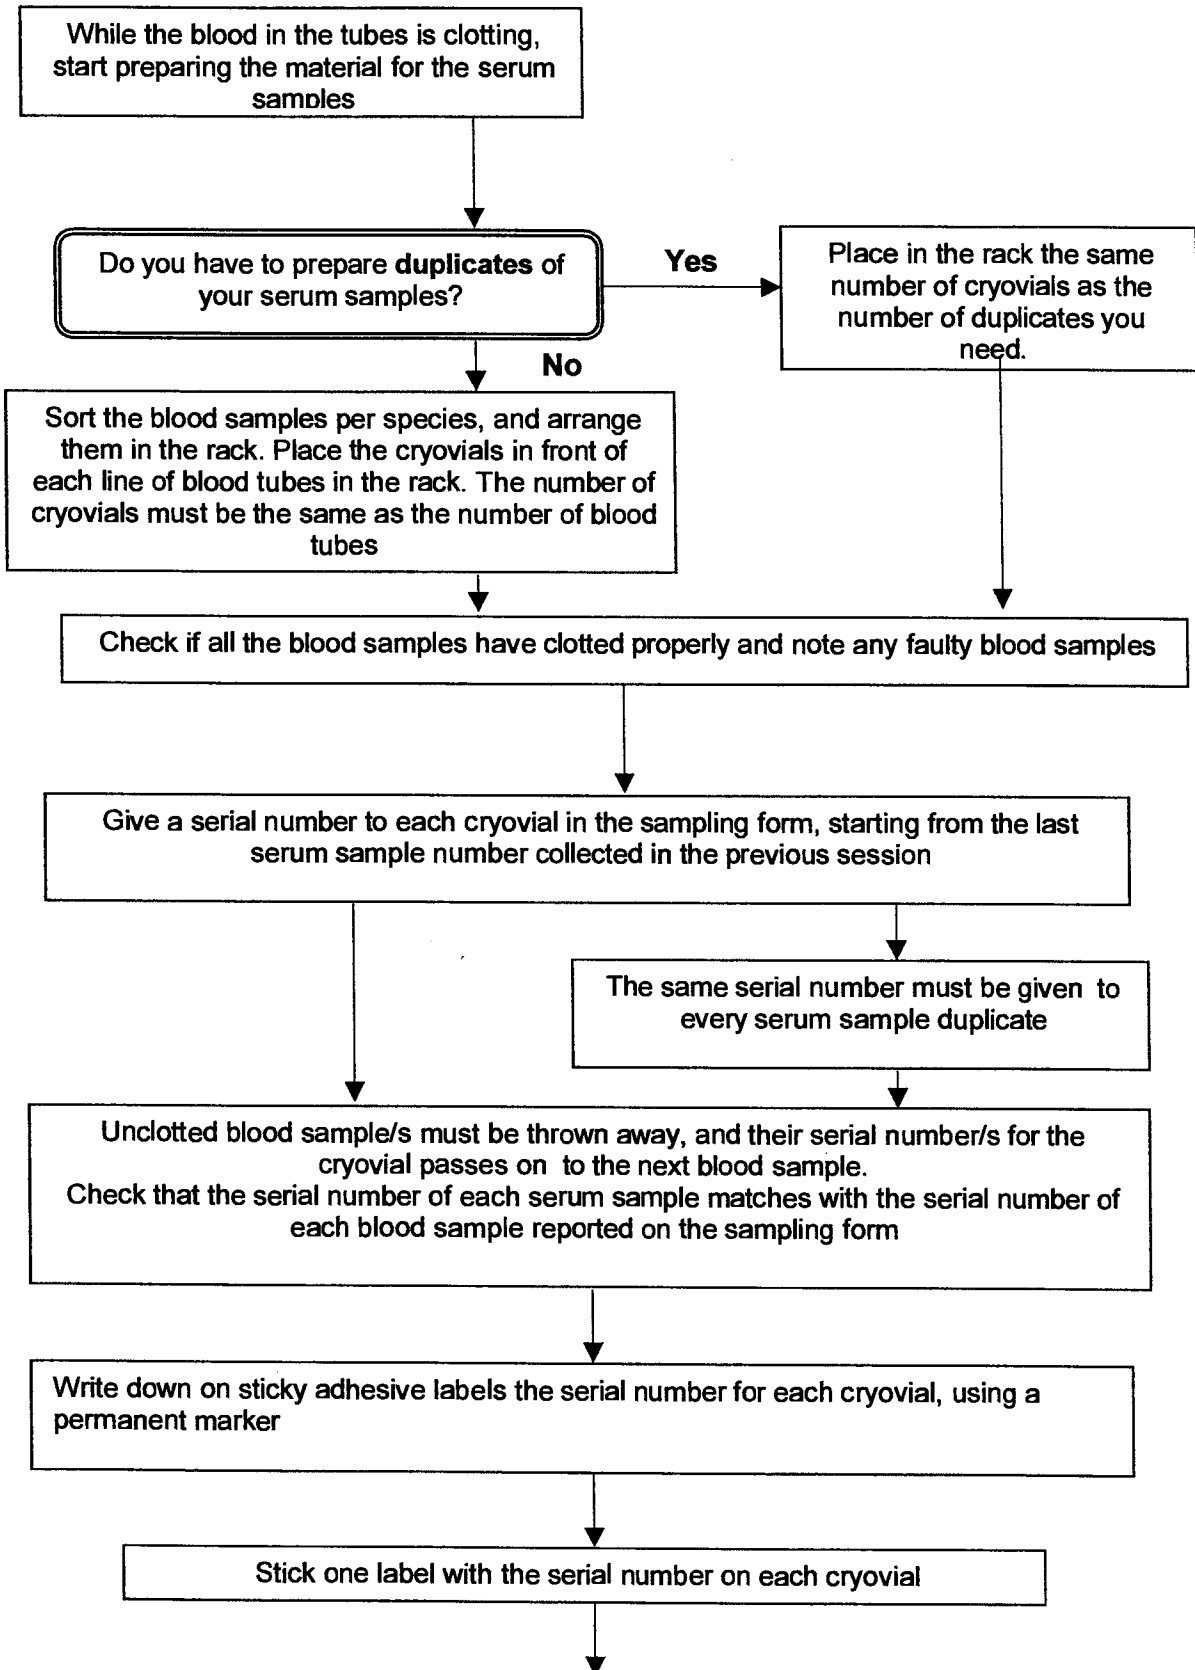 While the blood in the tubes is clotting,
start preparing the material for the serum
samples
Do you have to prepare duplicates of
your serum samples?
Yes
Place in the rack the same
number of cryovials as the
number of duplicates you
need.
No
Sort the blood samples per species, and arrange
them in the rack. Place the cryovials in front of
each line of blood tubes in the rack. The number of
cryovials must be the same as the number of blood
tubes
Check if all the blood samples have clotted properly and note any faulty blood samples
Give a serial number to each cryovial in the sampling form, starting from the last
serum sample number collected in the previous session
The same serial number must be given to
every serum sample duplicate
Unclotted blood sample/s must be thrown away, and their serial number/s for the
cryovial passes on to the next blood sample.
Check that the serial number of each serum sample matches with the serial number of
each blood sample reported on the sampling form
Write down on sticky adhesive labels the serial number for each cryovial, using a
permanent marker
Stick one label with the serial number on each cryovial